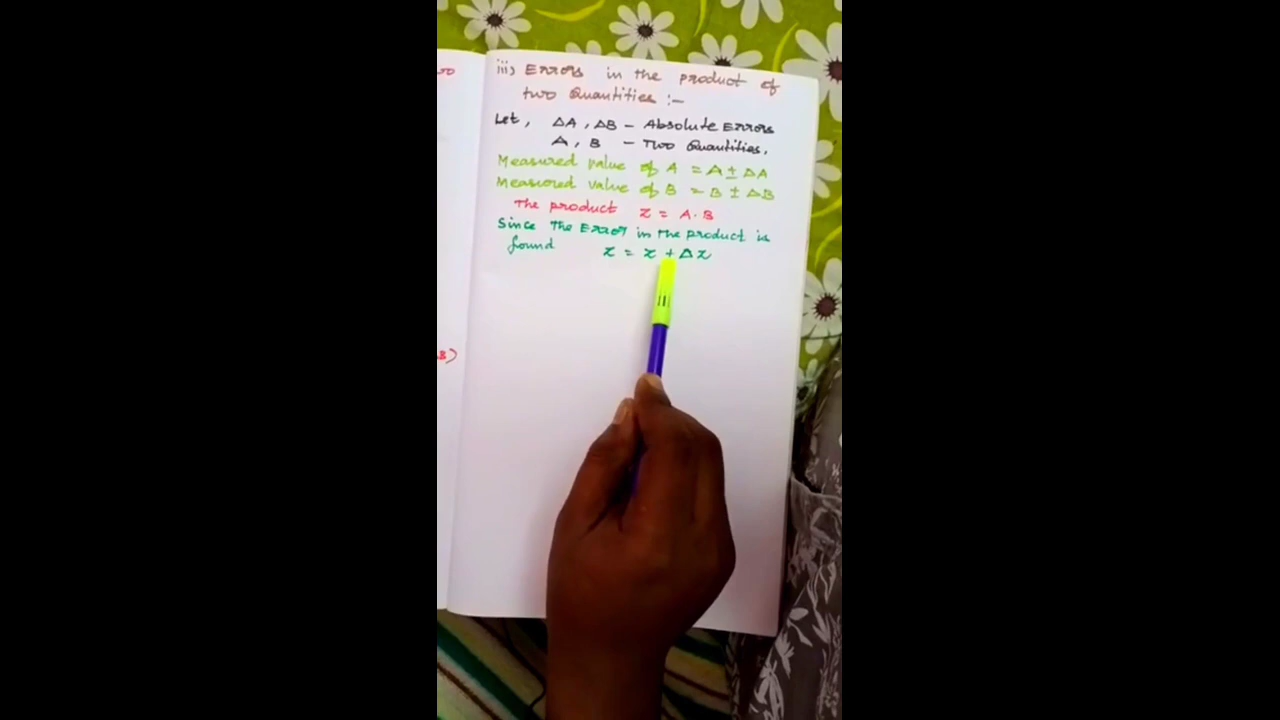 iii) Errors in the product of
two Quantities :-
Let, ΔA, ΔB - Absolute Errors
A, B - Two Quantities.
Measured value of A = A ± ΔA
Measured value of B = B ± ΔB
The product Z = A.B
Since the Error in the product is
found Z = Z + ΔZ
B)